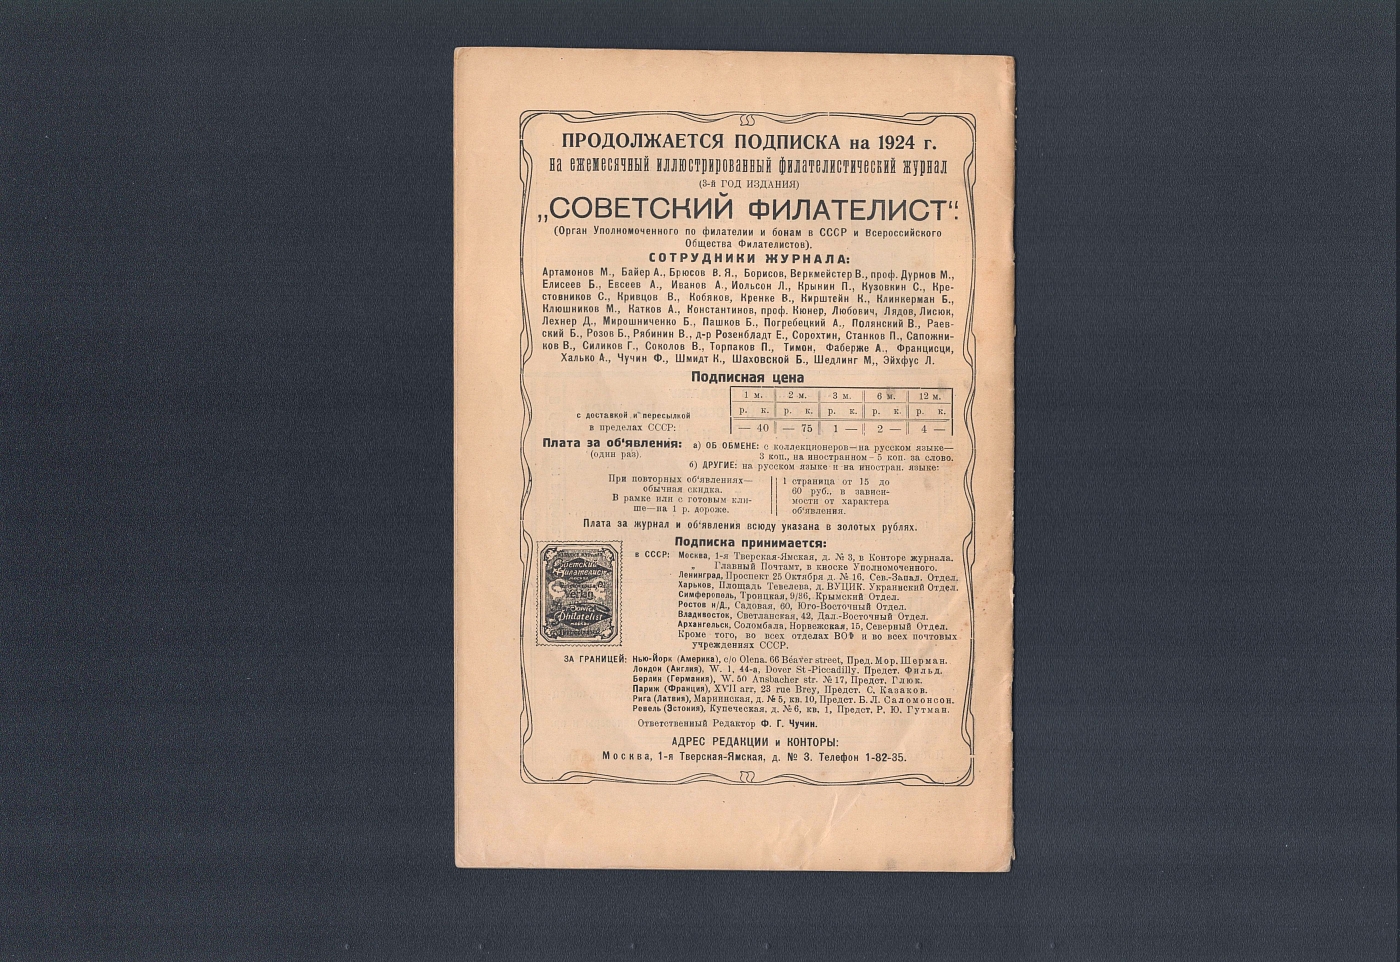 ПРОДОЛЖАЕТСЯ ПОДПИСКА на 1924 г.
на ежемесячный иллюстрированный филателистический журнал
(3-й ГОД ИЗДАНИЯ)
„СОВЕТСКИЙ ФИЛАТЕЛИСТ“.
(Орган Уполномоченного по филателии и бонам в СССР и Всероссийского
Общества Филателистов).
СОТРУДНИКИ ЖУРНАЛА:
Артамонов М., Байер А., Брюсов В. Я., Борисов, Веркмейстер В., проф. Дурнов М.,
Елисеев Б., Евсеев А., Иванов А., Иольсон Л., Крынин П., Кузовкин С., Кре-
стовников С., Кривцов В., Кобяков, Кренке В., Кирштейн К., Клинкерман Б.,
Клюшников М., Катков А., Константинов, проф. Кюнер, Любович, Лядов, Лисюк,
Лехнер Д., Мирошниченко Б., Пашков Б., Погребецкий А., Полянский В., Раев-
ский Б., Розов Б., Рябинин В., д-р Розенбладт Е., Сорохтин, Станков П., Сапожни-
ков В., Силиков Г., Соколов В., Торпаков П., Тимон, Фаберже А., Францисци,
Халько А., Чучин Ф., Шмидт К., Шаховской Б., Шедлинг М,, Эйхфус Л.
Подписная цена
1 м. 2 м. 3 м. 6 м. 12 м.
р. к. р. к. р. к. р. к. р. к.
с доставкой и пересылкой
в пределах СССР: — 40 — 75 1 — 2 — 4 —
Плата за об'явления: а) ОБ ОБМЕНЕ: с коллекционеров—на русском языке—
(один раз). 3 коп., на иностранном—5 коп. за слово.
б) ДРУГИЕ: на русском языке и на иностран. языке:
При повторных об'явлениях—
обычная скидка.
В рамке или с готовым кли-
ше—на 1 р. дороже.
1 страница от 15 до
60 руб., в зависи-
мости от характера
об'явления.
Плата за журнал и об'явления всюду указана в золотых рублях.
Подписка принимается:
в СССР: Москва, 1-я Тверская-Ямская, д. № 3, в Конторе журнала.
„ Главный Почтамт, в киоске Уполномоченного.
Ленинград, Проспект 25 Октября д. № 16, Сев.-Запал. Отдел.
Харьков, Площадь Тевелева, д. ВУЦИК. Украинский Отдел.
Симферополь, Троицкая, 9/36, Крымский Отдел.
Ростов н/Д., Садовая, 60, Юго-Восточный Отдел.
Владивосток, Светланская, 42, Дал.-Восточный Отдел.
Архангельск, Соломбала, Норвежская, 15, Северный Отдел.
Кроме того, во всех отделах ВОФ и во всех почтовых
учреждениях СССР.
Советский
Филателист
МОСКВА
Verlag
Sowjet
Philatelist
МОСКВА
ЗА ГРАНИЦЕЙ: Нью-Йорк (Америка), c/o Olena. 66 Beaver street, Пред. Мор. Шерман.
Лондон (Англия), W. 1, 44-a, Dover St-Piccadilly. Предст. Фильд.
Берлин (Германия), W. 50 Ansbacher str. № 17, Предст. Глюк.
Париж (Франция), XVII arr, 23 rue Brey, Предст. С. Казаков.
Рига (Латвия), Мариинская, д. № 5, кв. 10, Предст. Б. Л. Саломонсон.
Ревель (Эстония), Купеческая, д. № 6, кв. 1, Предст. Р. Ю. Гутман.
Ответственный Редактор Ф. Г. Чучин.
АДРЕС РЕДАКЦИИ и КОНТОРЫ:
Москва, 1-я Тверская-Ямская, д. № 3. Телефон 1-82-35.